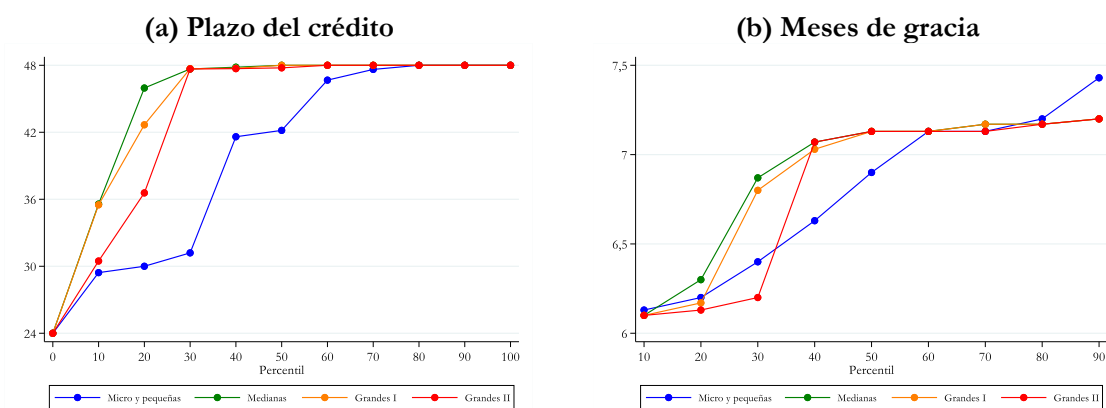 (a) Plazo del crédito
48
42
36
30
24
0 10 20 30 40 50 60 70 80 90 100
Percentil
Micro y pequeñas Medianas Grandes I Grandes II
(b) Meses de gracia
7,5
7
6,5
6
10 20 30 40 50 60 70 80 90
Percentil
Micro y pequeñas Medianas Grandes I Grandes II